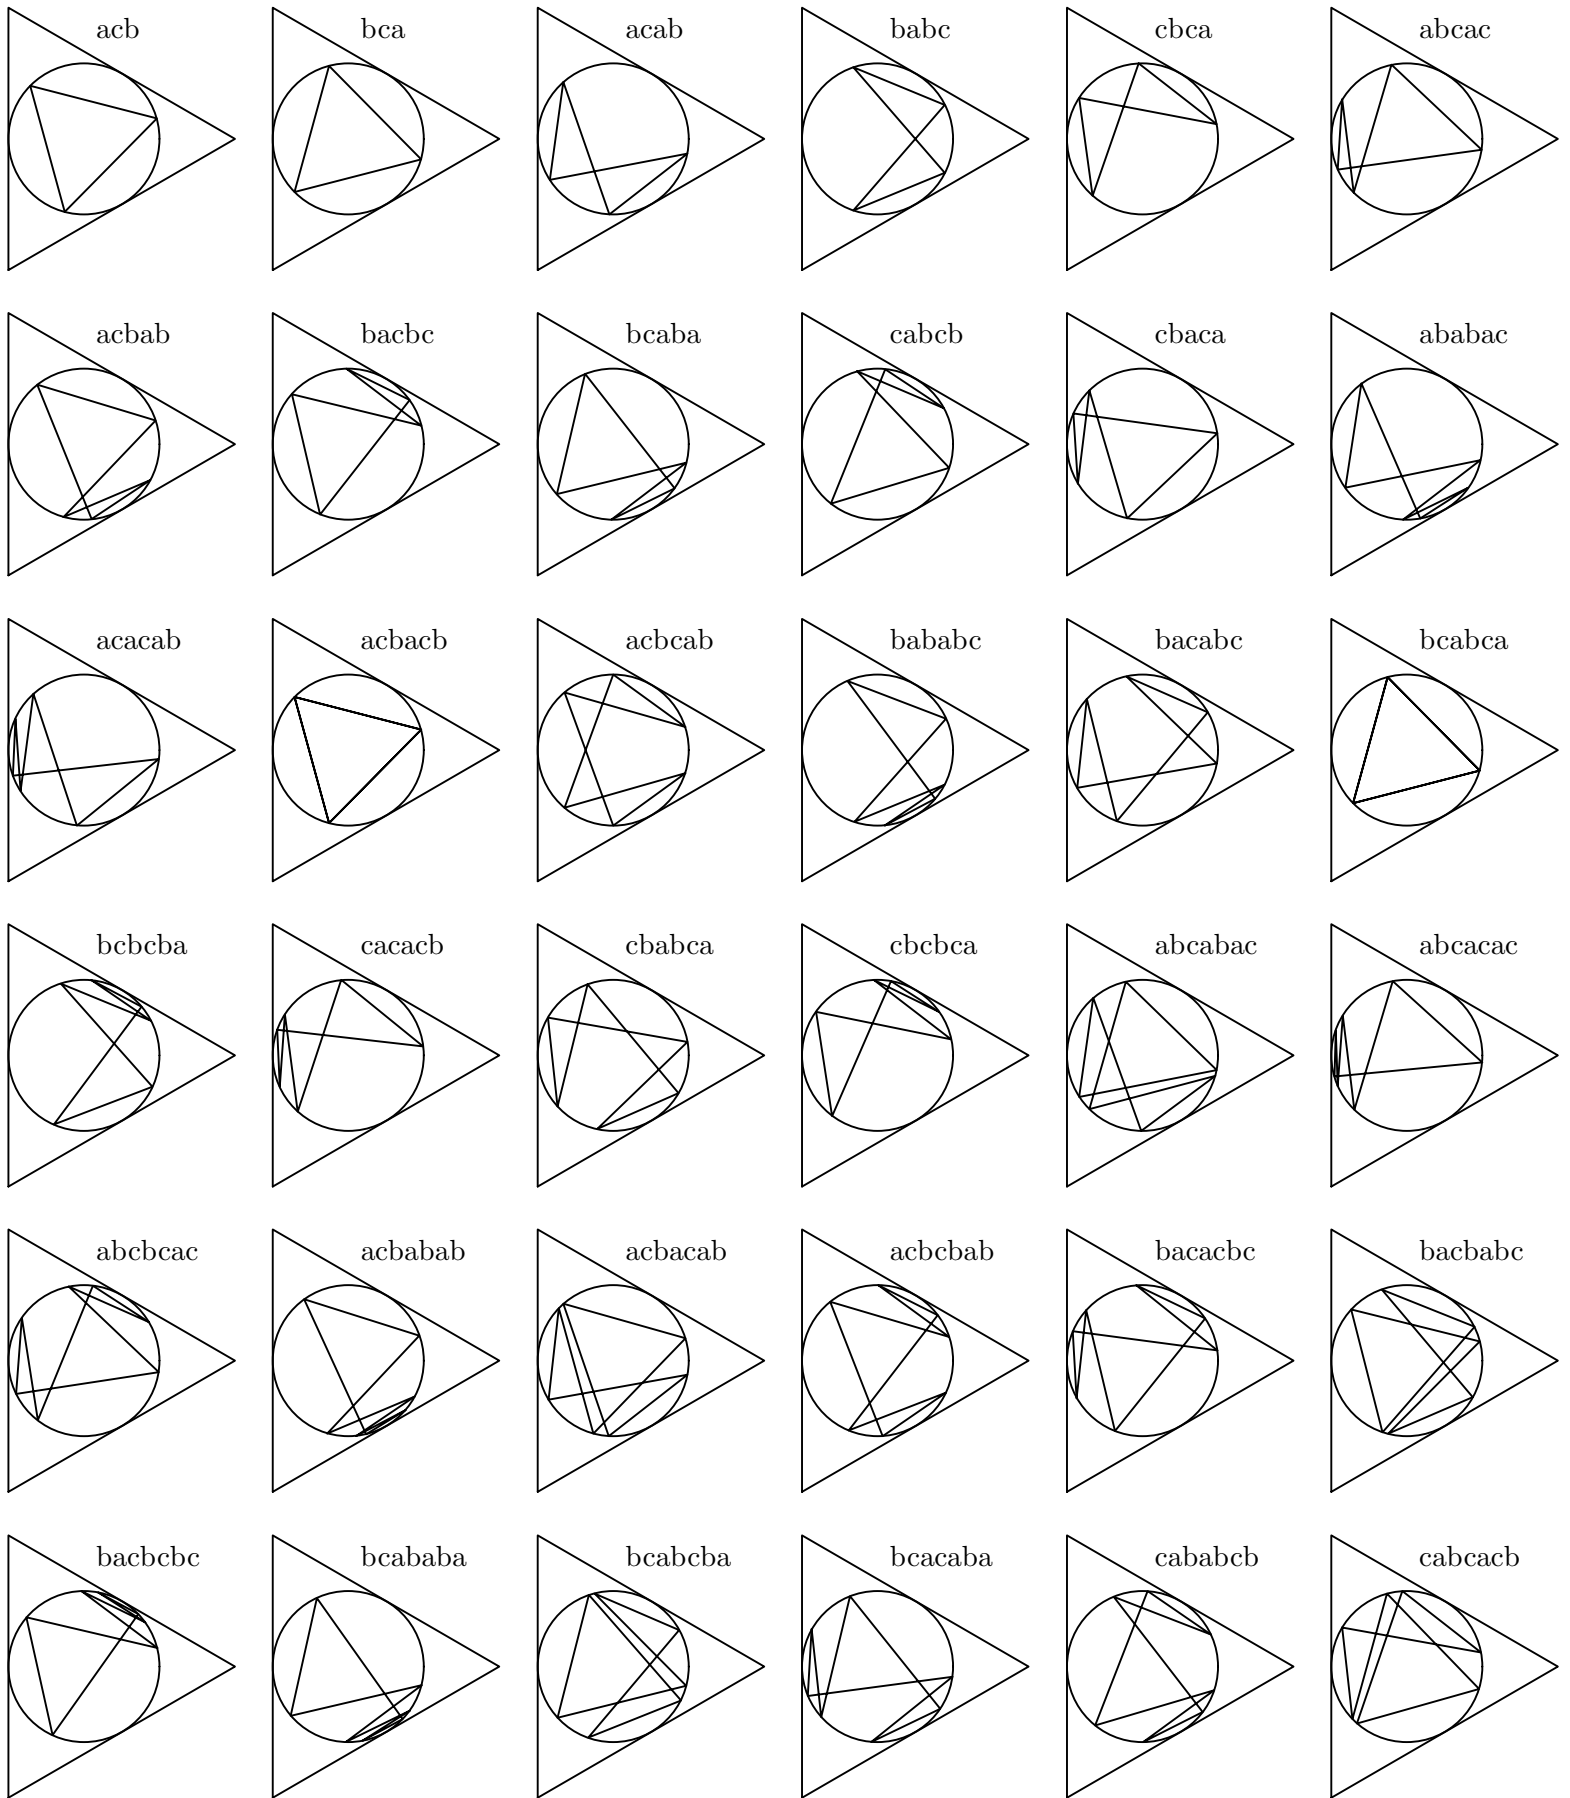 acb bca acab babc cbca abcac
acbab bacbc bcaba cabcb cbaca ababac
acacab acbacb acbcab bababc bacabc bcabca
bcbcba cacacb cbabca cbcbca abcabac abcacac
abcbcac acbabab acbacab acbcbab bacacbc bacbabc
bacbcbc bcababa bcabcba bcacaba cababcb cabcacb